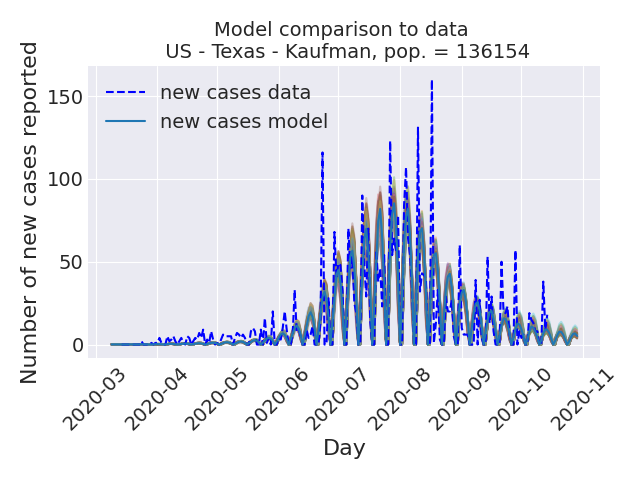 Model comparison to data
US - Texas - Kaufman, pop. = 136154
Number of new cases reported
150
100
50
0
new cases data
new cases model
2020-03
2020-04
2020-05
2020-06
2020-07
2020-08
2020-09
2020-10
2020-11
Day